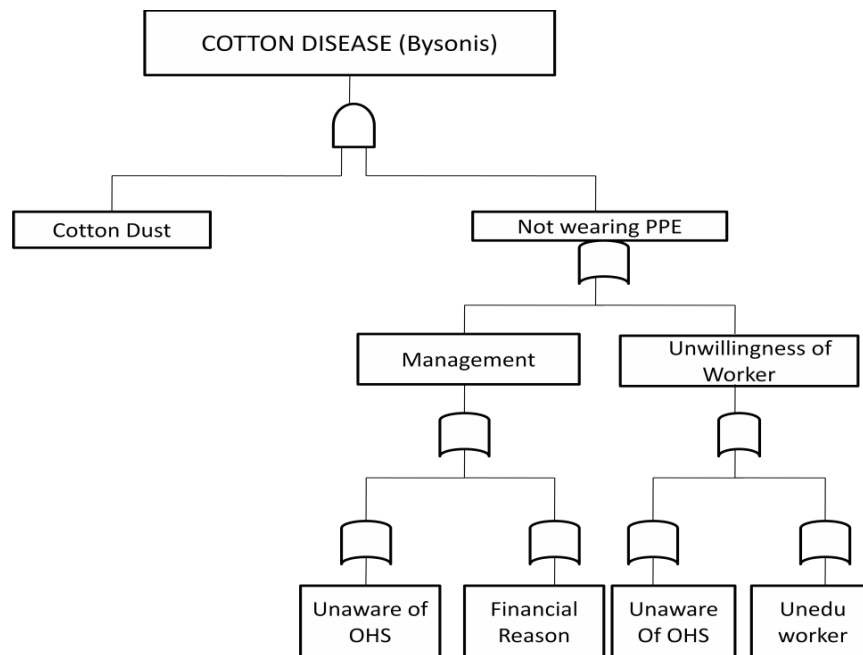 COTTON DISEASE (Bysonis)
Cotton Dust
Not wearing PPE
Management
Unwillingness of
Worker
Unaware of
OHS
Financial
Reason
Unaware
Of OHS
Unedu
worker